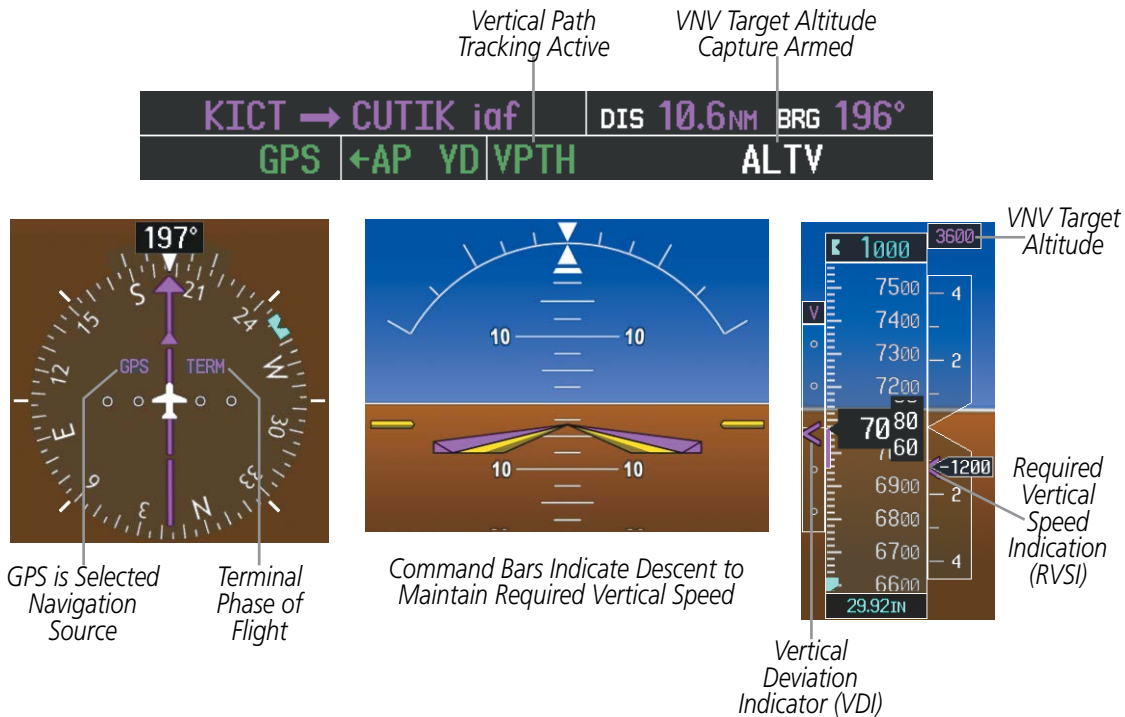 Vertical Path
Tracking Active
VNV Target Altitude
Capture Armed
KICT → CUTIK iaf DIS 10.6NM BRG 196°
GPS ←AP YD VPTH ALTV
197°
S 21 24 W 30 33 N 3 6 E 12 15
GPS TERM
10 10
10 10
1000
3600
VNV Target
Altitude
7500
7400
7300
7200
V
70 80
60
6900
6800
6700
6600
29.92IN
4
2
-1200
2
4
Required
Vertical
Speed
Indication
(RVSI)
GPS is Selected
Navigation
Source
Terminal
Phase of
Flight
Command Bars Indicate Descent to
Maintain Required Vertical Speed
Vertical
Deviation
Indicator (VDI)